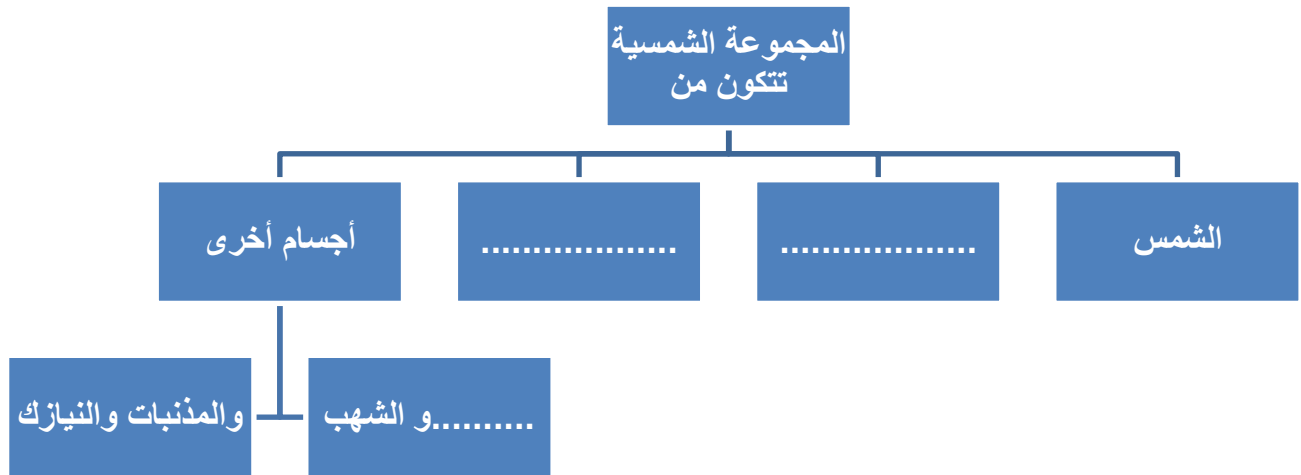 المجموعة الشمسية
تتكون من
الشمس
...................
...................
أجسام أخرى
..........و الشهب
والمذنبات والنيازك